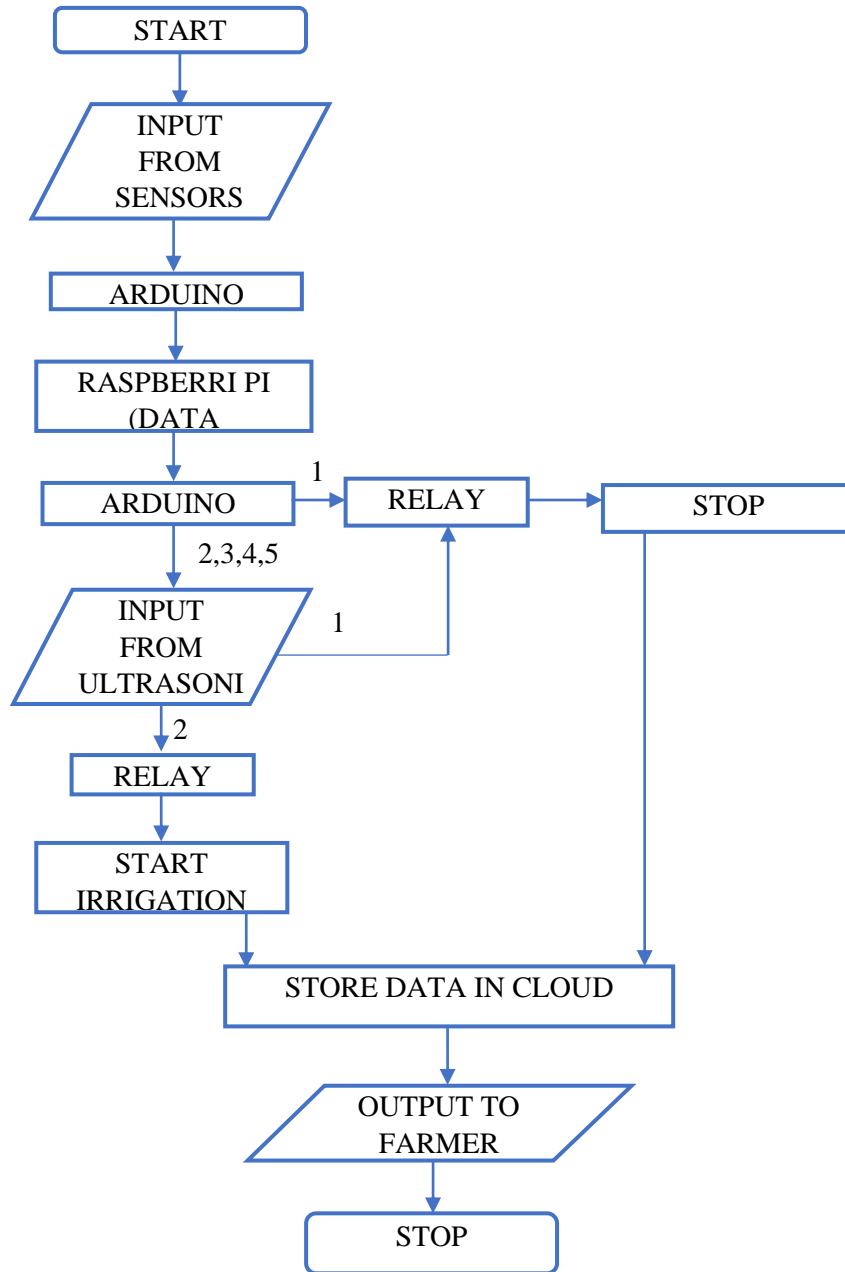 START
INPUT
FROM
SENSORS
ARDUINO
RASPBERRI PI
(DATA
ARDUINO
1
RELAY
STOP
2,3,4,5
INPUT
FROM
ULTRASONI
1
2
RELAY
START
IRRIGATION
STORE DATA IN CLOUD
OUTPUT TO
FARMER
STOP